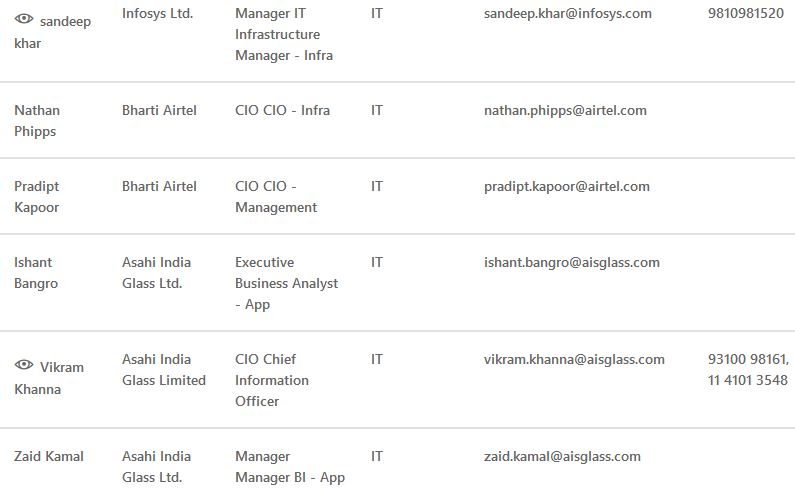 sandeep khar Infosys Ltd. Manager IT Infrastructure Manager - Infra IT sandeep.khar@infosys.com 9810981520
Nathan Phipps Bharti Airtel CIO CIO - Infra IT nathan.phipps@airtel.com
Pradipt Kapoor Bharti Airtel CIO CIO - Management IT pradipt.kapoor@airtel.com
Ishant Bangro Asahi India Glass Ltd. Executive Business Analyst - App IT ishant.bangro@aisglass.com
Vikram Khanna Asahi India Glass Limited CIO Chief Information Officer IT vikram.khanna@aisglass.com 93100 98161, 11 4101 3548
Zaid Kamal Asahi India Glass Ltd. Manager Manager BI - App IT zaid.kamal@aisglass.com